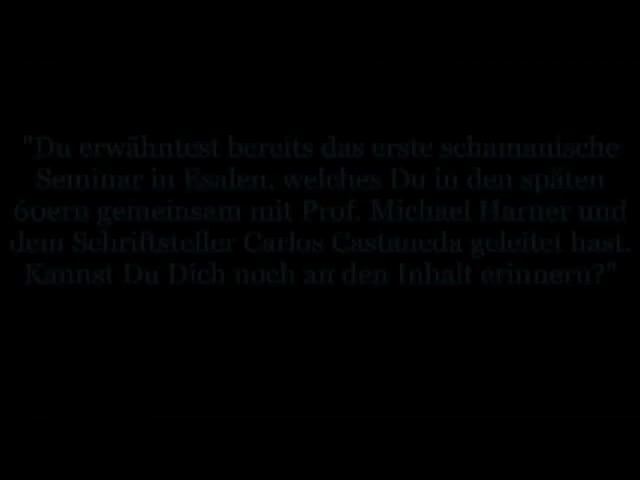 "Du erwähntest bereits das erste schamanische
Seminar in Esalen, welches Du in den späten
60ern gemeinsam mit Prof. Michael Harner und
dem Schriftsteller Carlos Castaneda geleitet hast.
Kannst Du Dich noch an den Inhalt erinnern?"